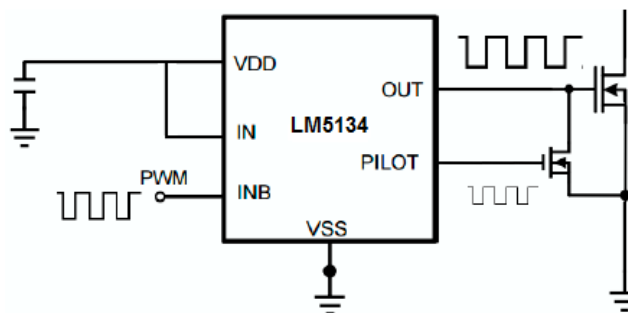 VDD
OUT
LM5134
IN
PILOT
PWM
INB
VSS